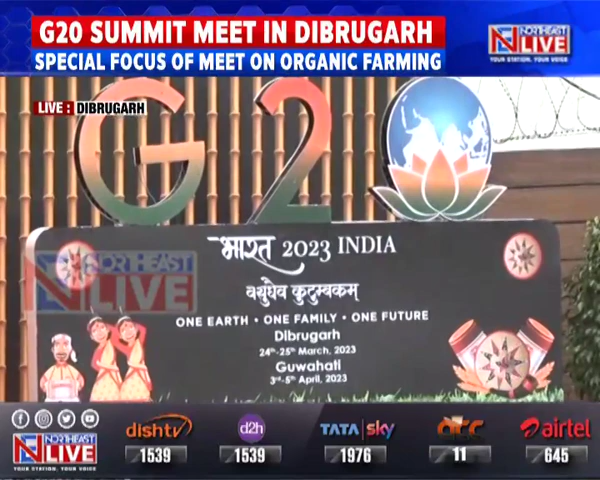 G20 SUMMIT MEET IN DIBRUGARH
SPECIAL FOCUS OF MEET ON ORGANIC FARMING
NORTHEAST
LIVE
YOUR STATION, YOUR VOICE
LIVE : DIBRUGARH
G20
भारत 2023 INDIA
वसुधैव कुटुम्बकम्
ONE EARTH • ONE FAMILY • ONE FUTURE
Dibrugarh
24th-25th March, 2023
Guwahati
3rd-5th April, 2023
NORTHEAST
LIVE
NORTHEAST
LIVE
YOUR STATION, YOUR VOICE
dishtv
1539
d2h
1539
TATA sky
1976
11
airtel
645